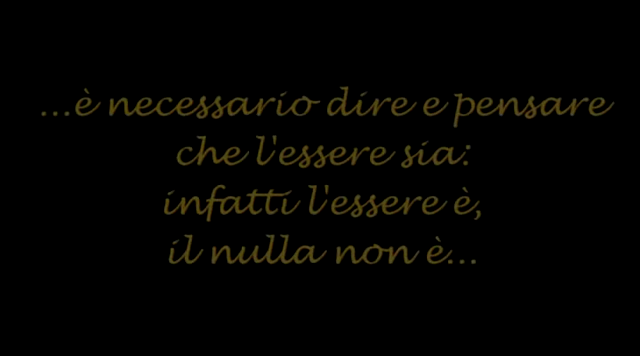 ...è necessario dire e pensare
che l'essere sia:
infatti l'essere è,
il nulla non è...